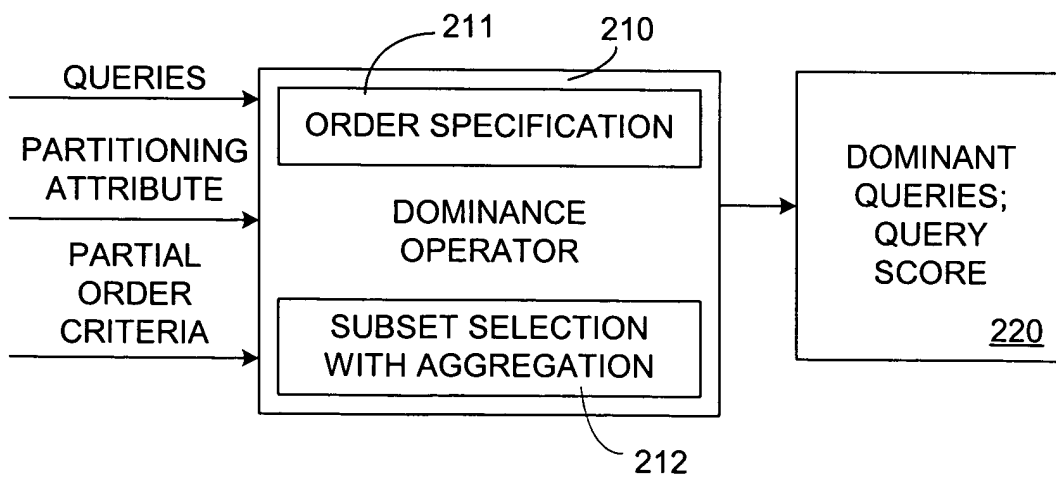 211
210
QUERIES
PARTITIONING
ATTRIBUTE
PARTIAL
ORDER
CRITERIA
ORDER SPECIFICATION
DOMINANCE
OPERATOR
SUBSET SELECTION
WITH AGGREGATION
212
DOMINANT
QUERIES;
QUERY
SCORE
220